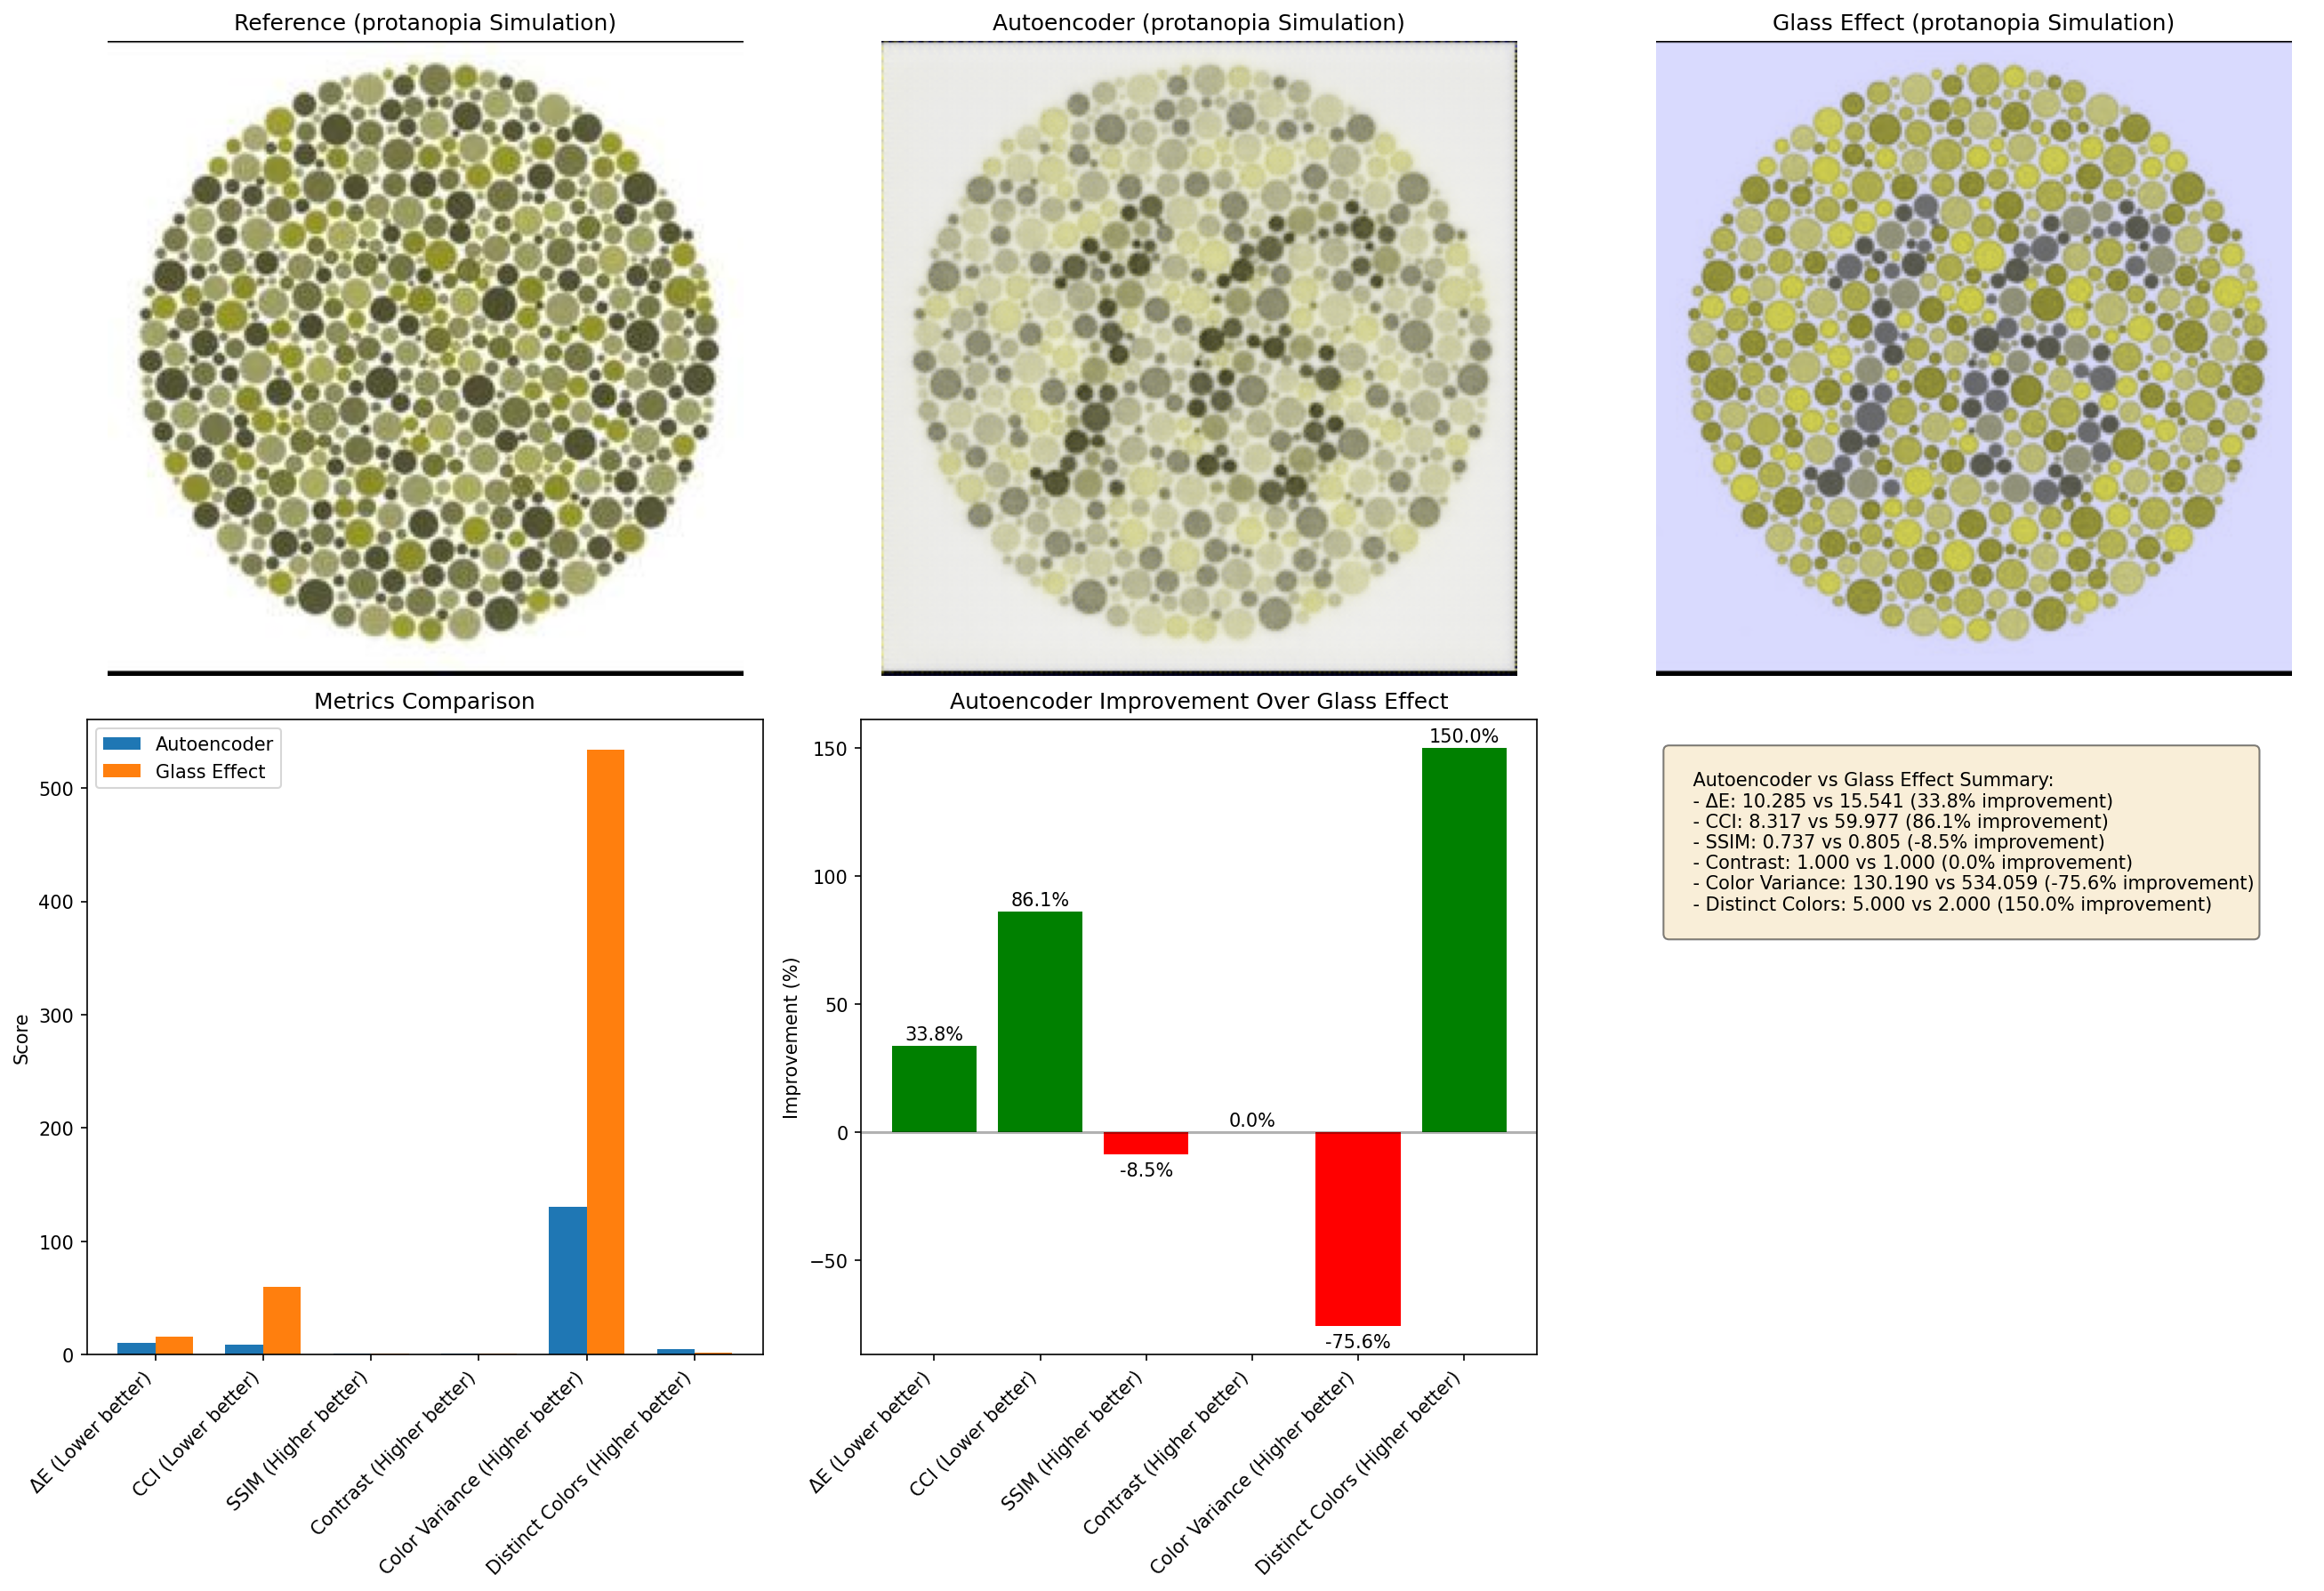 Reference (protanopia Simulation)
Autoencoder (protanopia Simulation)
Glass Effect (protanopia Simulation)
Metrics Comparison
Autoencoder
Glass Effect
Score
500
400
300
200
100
0
ΔE (Lower better)
CCI (Lower better)
SSIM (Higher better)
Contrast (Higher better)
Color Variance (Higher better)
Distinct Colors (Higher better)
Autoencoder Improvement Over Glass Effect
Improvement (%)
150
100
50
0
−50
33.8%
86.1%
-8.5%
0.0%
-75.6%
150.0%
ΔE (Lower better)
CCI (Lower better)
SSIM (Higher better)
Contrast (Higher better)
Color Variance (Higher better)
Distinct Colors (Higher better)
Autoencoder vs Glass Effect Summary:
- ΔE: 10.285 vs 15.541 (33.8% improvement)
- CCI: 8.317 vs 59.977 (86.1% improvement)
- SSIM: 0.737 vs 0.805 (-8.5% improvement)
- Contrast: 1.000 vs 1.000 (0.0% improvement)
- Color Variance: 130.190 vs 534.059 (-75.6% improvement)
- Distinct Colors: 5.000 vs 2.000 (150.0% improvement)